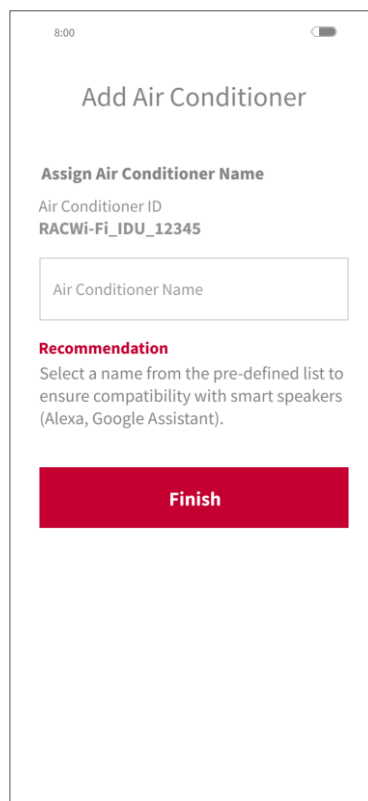 8:00
Add Air Conditioner
Assign Air Conditioner Name
Air Conditioner ID
RACWi-Fi_IDU_12345
Air Conditioner Name
Recommendation
Select a name from the pre-defined list to
ensure compatibility with smart speakers
(Alexa, Google Assistant).
Finish